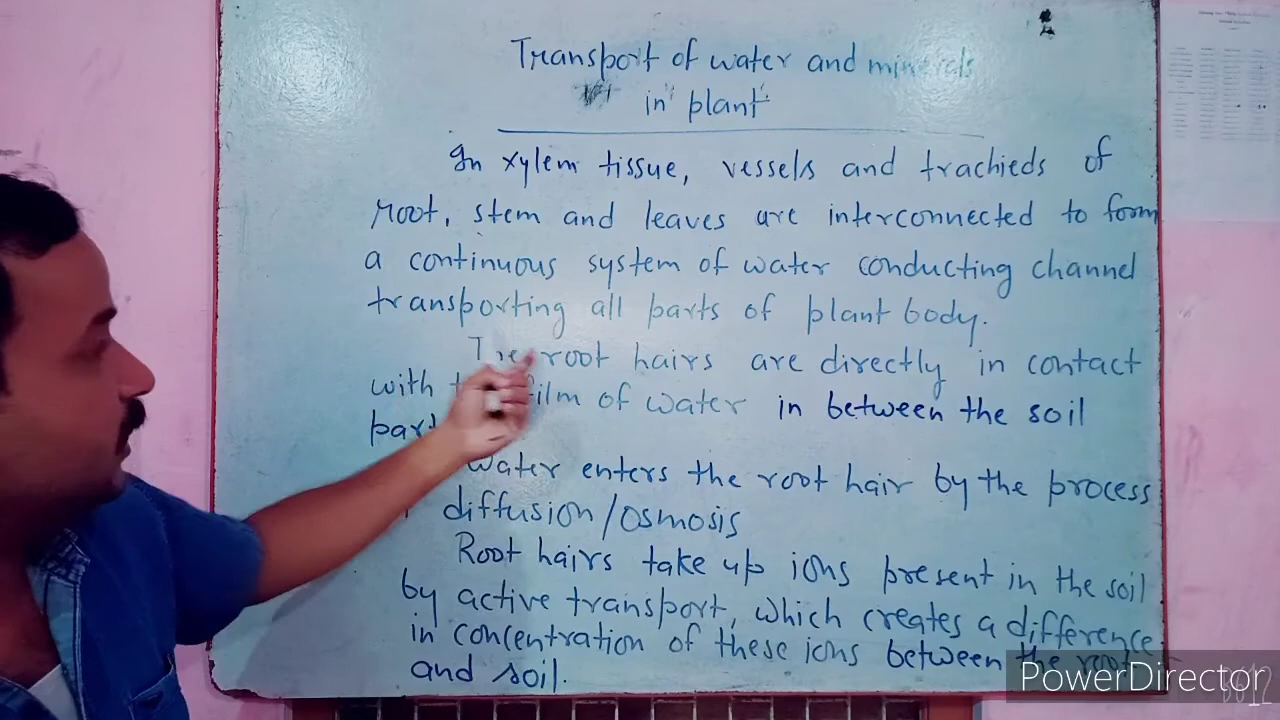 Transport of water and minerals
in plant
In xylem tissue, vessels and trachieds of
root, stem and leaves are interconnected to form
a continuous system of water conducting channel
transporting all parts of plant body.
The root hairs are directly in contact
with film of water in between the soil
Water enters the root hair by the process
diffusion/osmosis
Root hairs take up ions present in the soil
by active transport, which creates a difference
in concentration of these ions between the root
and soil.
PowerDirector